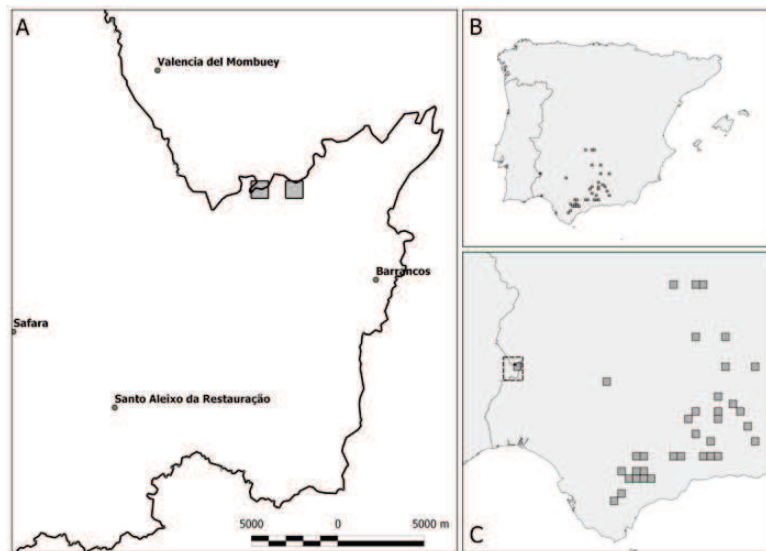 A
Valencia del Mombuey
Barrancos
Safara
Santo Aleixo da Restauração
5000 0 5000 m
B
C